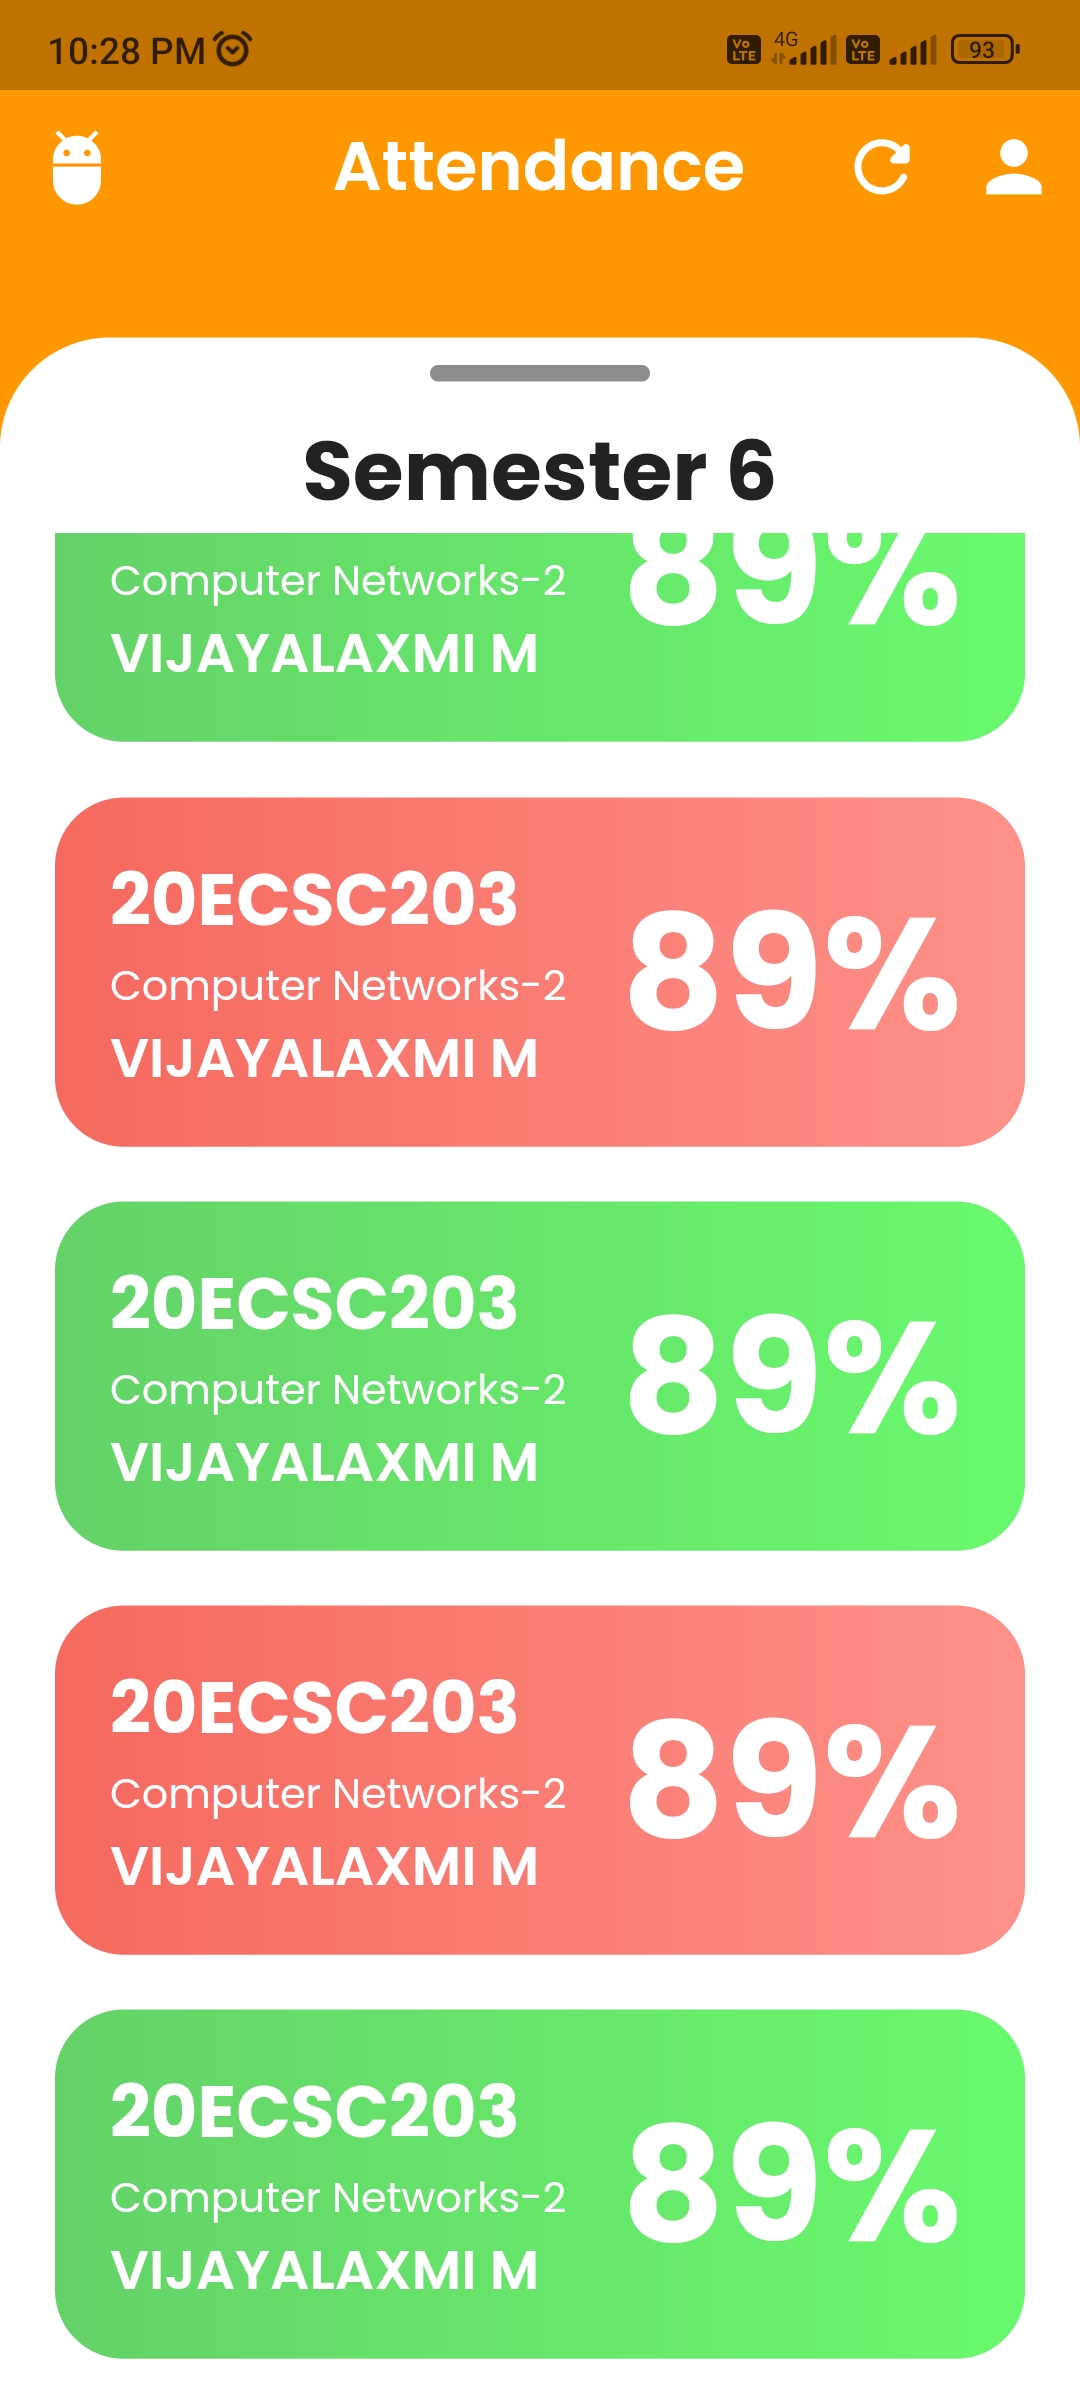 10:28 PM
4G
Vo LTE
Vo LTE
93
Attendance
Semester 6
89%
Computer Networks-2
VIJAYALAXMI M
20ECSC203
Computer Networks-2
VIJAYALAXMI M
89%
20ECSC203
Computer Networks-2
VIJAYALAXMI M
89%
20ECSC203
Computer Networks-2
VIJAYALAXMI M
89%
20ECSC203
Computer Networks-2
VIJAYALAXMI M
89%